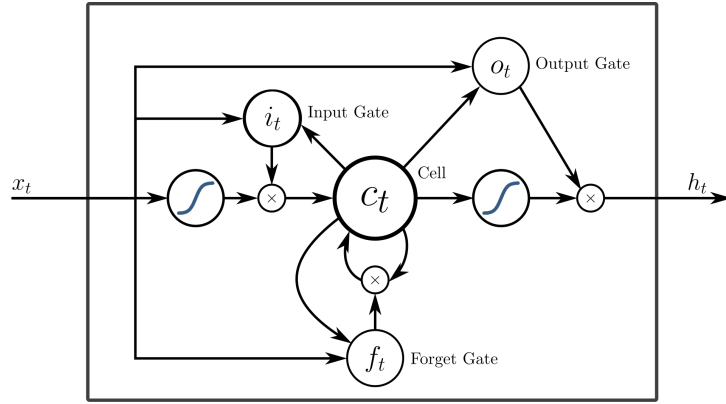 o_t Output Gate
i_t Input Gate
x_t
Cell
h_t
×
c_t
×
×
f_t Forget Gate